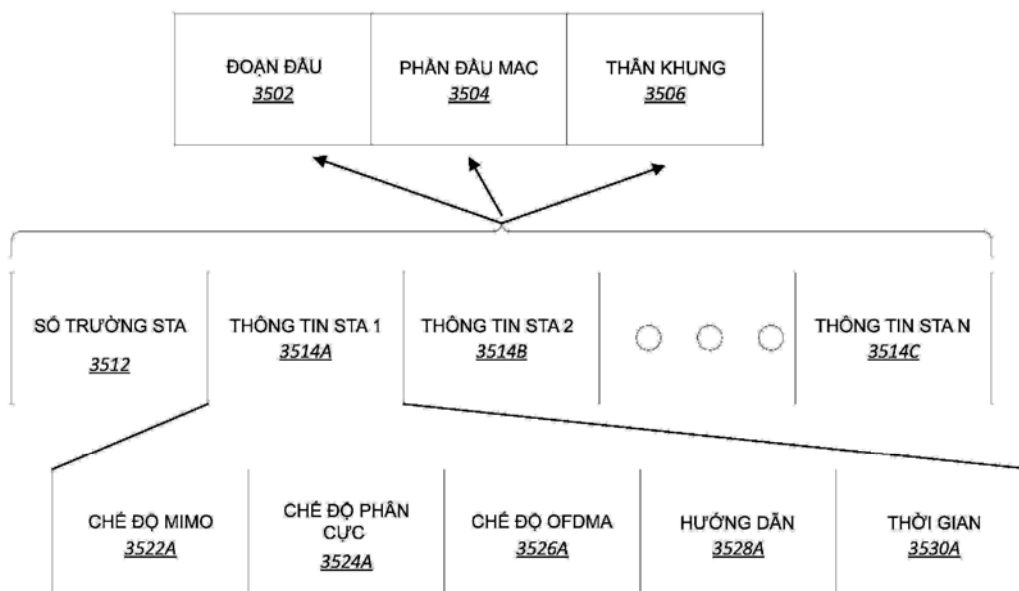 ĐOẠN ĐẦU
3502
PHẦN ĐẦU MAC
3504
THÂN KHUNG
3506
SỐ TRƯỜNG STA
3512
THÔNG TIN STA 1
3514A
THÔNG TIN STA 2
3514B
THÔNG TIN STA N
3514C
CHẾ ĐỘ MIMO
3522A
CHẾ ĐỘ PHÂN
CỰC
3524A
CHẾ ĐỘ OFDMA
3526A
HƯỚNG DẪN
3528A
THỜI GIAN
3530A